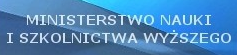 MINISTERSTWO NAUKI
I SZKOLNICTWA WYŻSZEGO